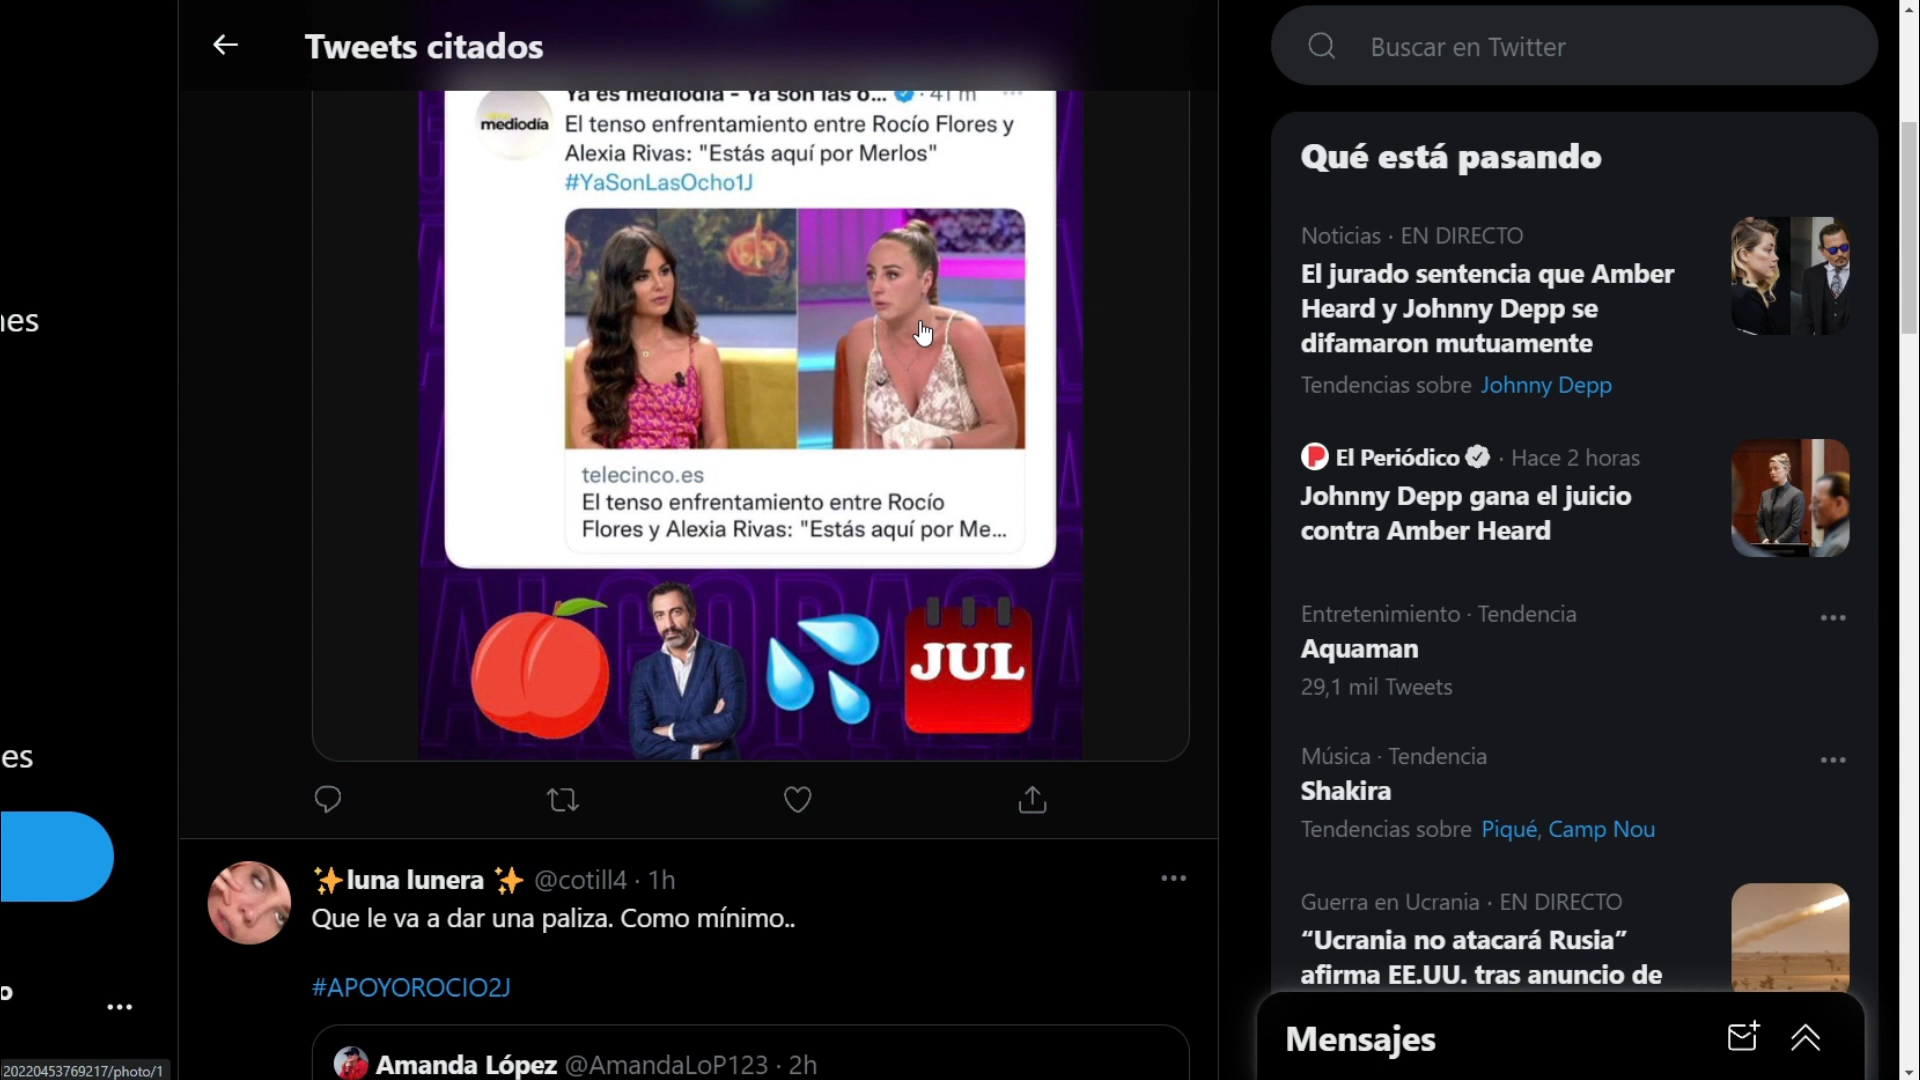 Tweets citados
Ya es mediodía - Ya son las o... · 41 m
mediodía
El tenso enfrentamiento entre Rocío Flores y
Alexia Rivas: "Estás aquí por Merlos"
#YaSonLasOcho1J
telecinco.es
El tenso enfrentamiento entre Rocío
Flores y Alexia Rivas: "Estás aquí por Me...
JUL
✨luna lunera ✨ @cotill4 · 1h
Que le va a dar una paliza. Como mínimo..
#APOYOROCIO2J
Amanda López @AmandaLoP123 · 2h
nes
es
o
20220453769217/photo/1
Buscar en Twitter
Qué está pasando
Noticias · EN DIRECTO
El jurado sentencia que Amber
Heard y Johnny Depp se
difamaron mutuamente
Tendencias sobre Johnny Depp
El Periódico · Hace 2 horas
Johnny Depp gana el juicio
contra Amber Heard
Entretenimiento · Tendencia
Aquaman
29,1 mil Tweets
Música · Tendencia
Shakira
Tendencias sobre Piqué, Camp Nou
Guerra en Ucrania · EN DIRECTO
“Ucrania no atacará Rusia”
afirma EE.UU. tras anuncio de
Mensajes